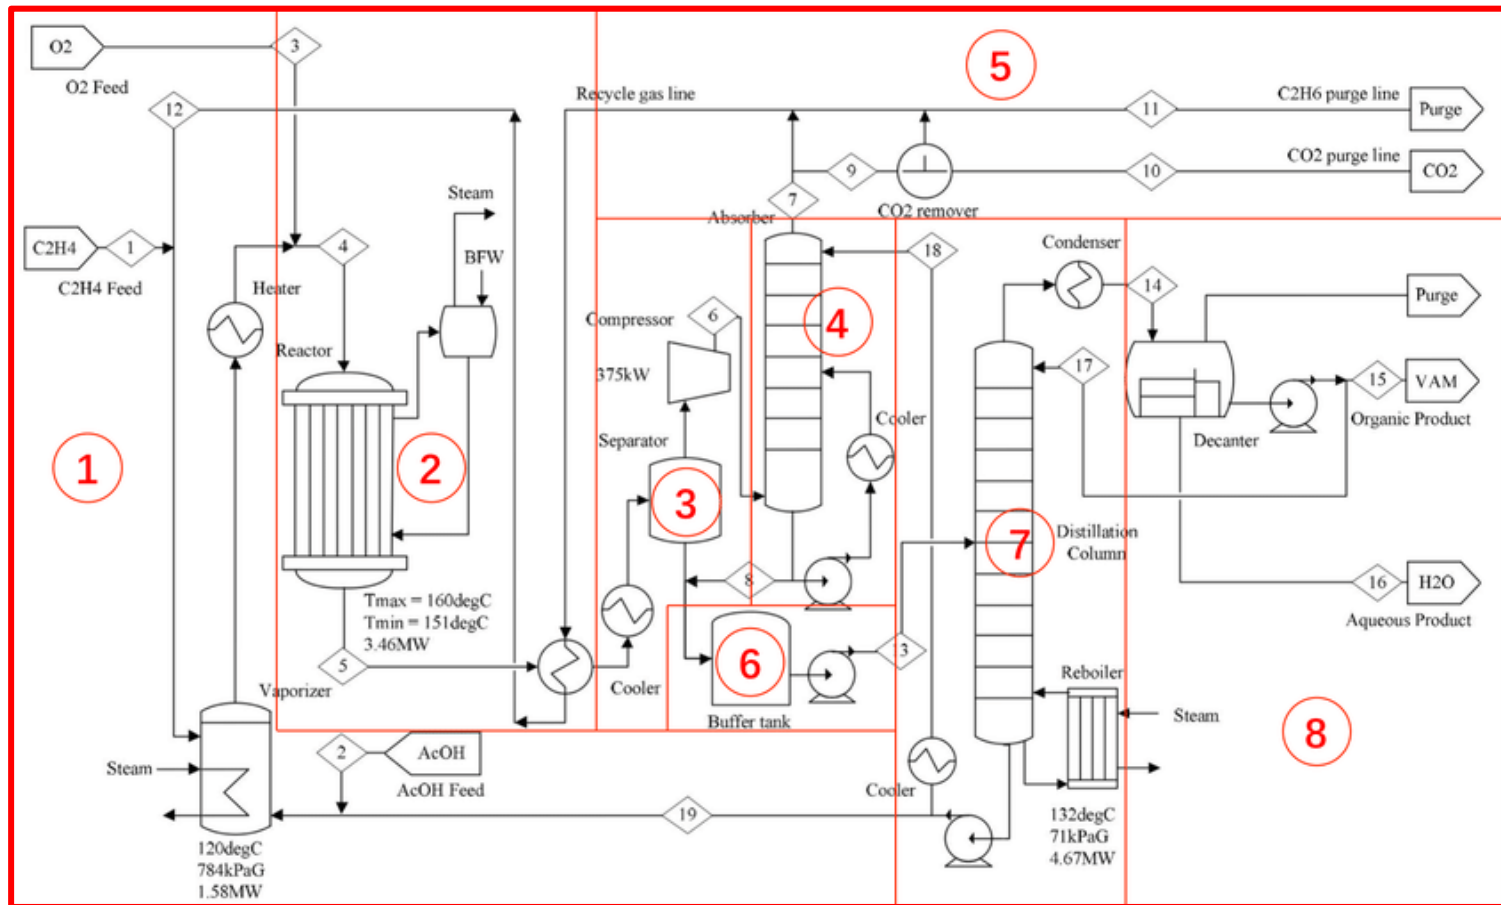 O2
3
O2 Feed
12
Recycle gas line
5
11
C2H6 purge line
Purge
CO2 purge line
9
10
CO2
CO2 remover
7
Absorber
Steam
C2H4
1
C2H4 Feed
4
BFW
Heater
18
Condenser
14
Purge
Compressor
6
4
375kW
Reactor
17
15
VAM
Organic Product
Decanter
Cooler
Separator
1
2
3
7
Distillation
Column
8
16
H2O
Aqueous Product
Tmax = 160degC
Tmin = 151degC
3.46MW
5
Cooler
6
13
Buffer tank
Reboiler
Steam
Vaporizer
2
AcOH
AcOH Feed
8
Steam
Cooler
19
120degC
784kPaG
1.58MW
132degC
71kPaG
4.67MW